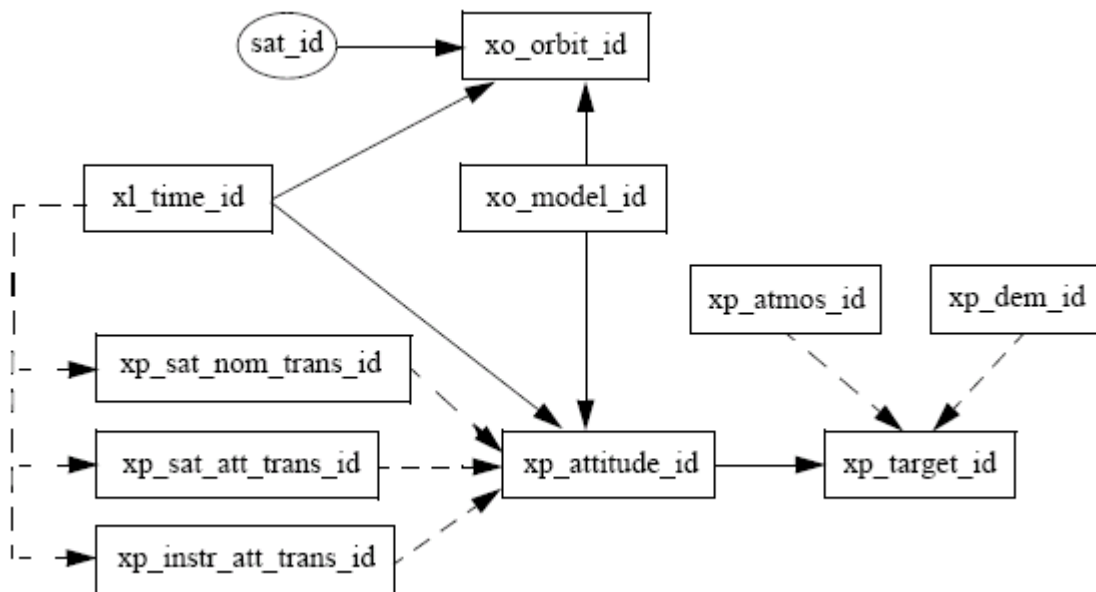 sat_id
xo_orbit_id
xl_time_id
xo_model_id
xp_atmos_id
xp_dem_id
xp_sat_nom_trans_id
xp_sat_att_trans_id
xp_attitude_id
xp_target_id
xp_instr_att_trans_id